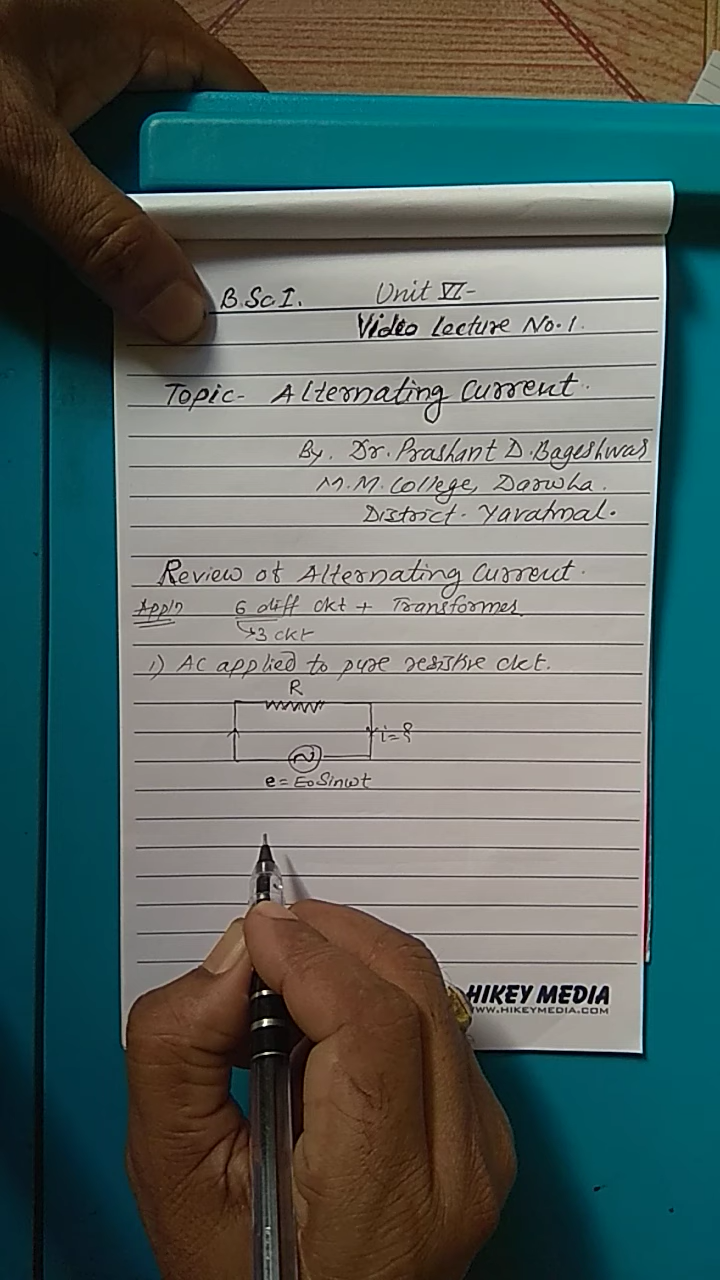 B.Sc I. Unit VI-
Video Lecture No.1.
Topic- Alternating Current.
By. Dr. Prashant D. Bageshwar
M.M. College, Darwha.
District- Yavatmal.
Review of Alternating Current.
Appln 6 diff ckt + Transformer
→3 ckt
1) AC applied to pure resistive ckt.
R
i=?
e = E₀ Sinωt
HIKEY MEDIA
WWW.HIKEYMEDIA.COM